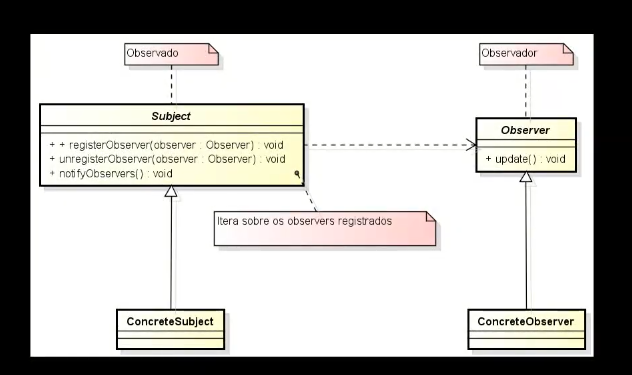 Observado
Observador
Subject
+ + registerObserver(observer : Observer) : void
+ unregisterObserver(observer : Observer) : void
+ notifyObservers() : void
Observer
+ update() : void
Itera sobre os observers registrados
ConcreteSubject
ConcreteObserver